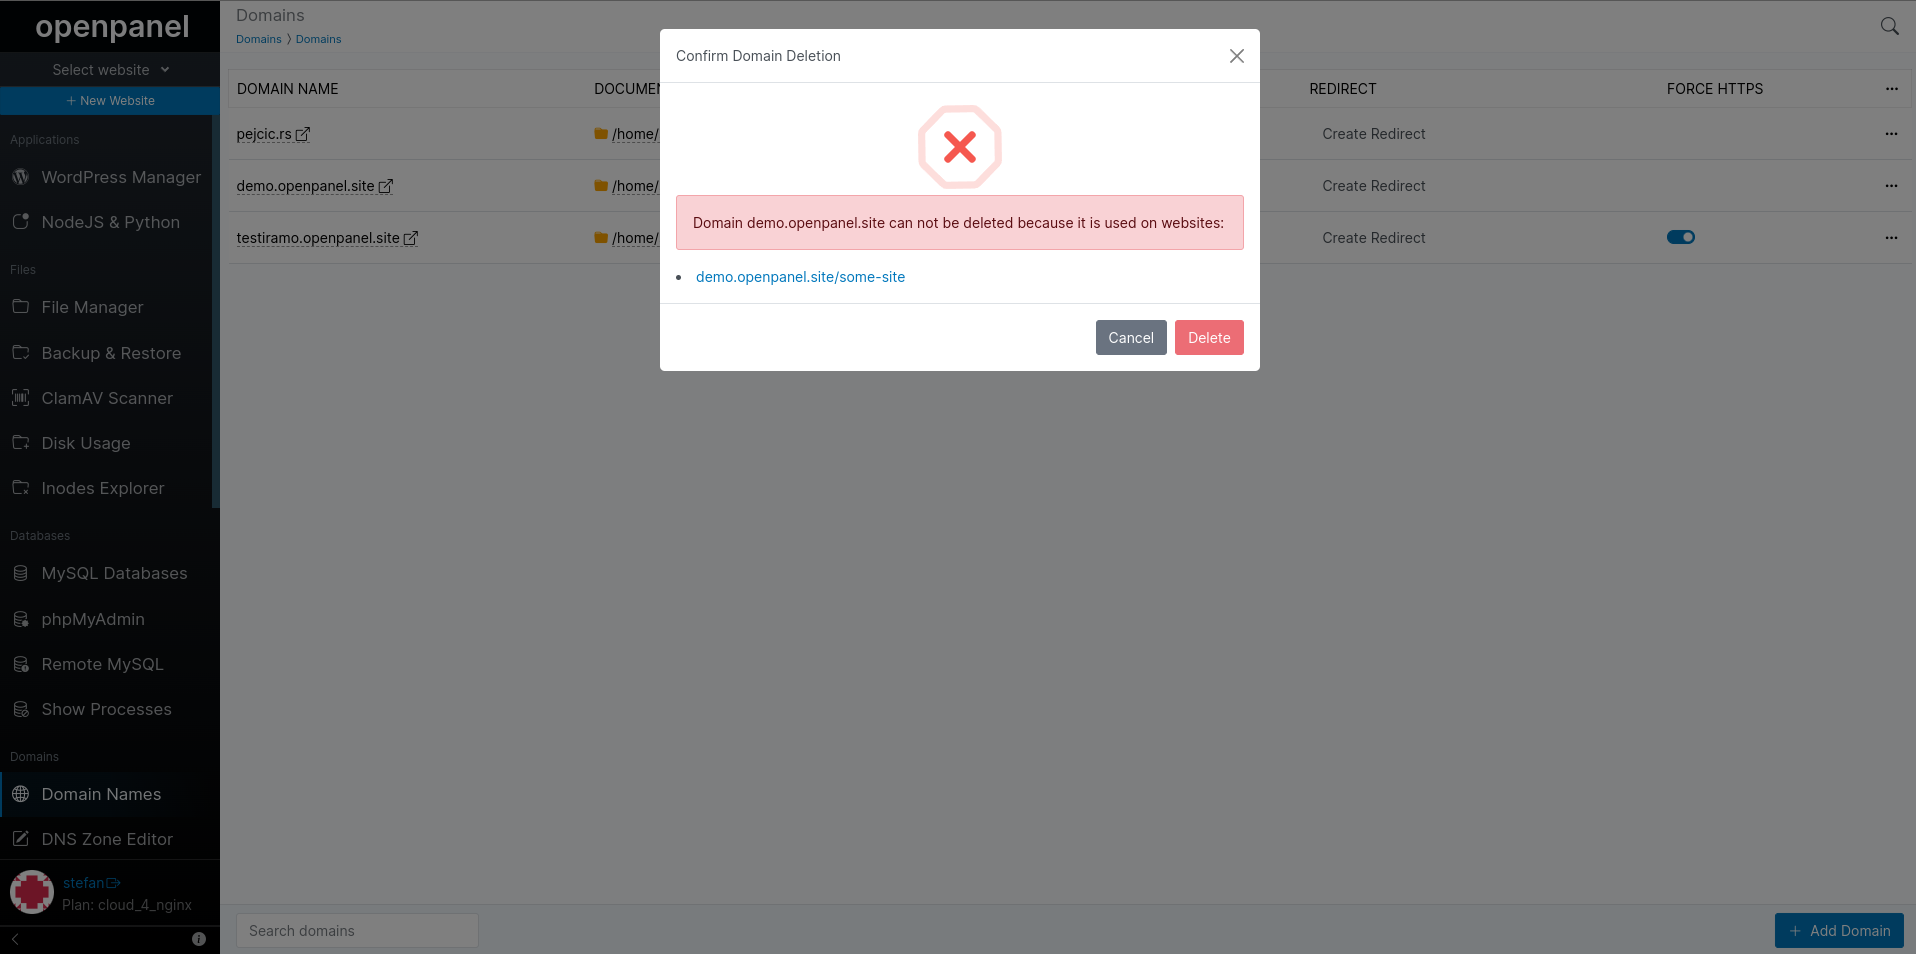 openpanel
Select website
+ New Website
Applications
WordPress Manager
NodeJS & Python
Files
File Manager
Backup & Restore
ClamAV Scanner
Disk Usage
Inodes Explorer
Databases
MySQL Databases
phpMyAdmin
Remote MySQL
Show Processes
Domains
Domain Names
DNS Zone Editor
stefan
Plan: cloud_4_nginx
Domains
Domains Domains
DOMAIN NAME REDIRECT FORCE HTTPS
pejcic.rs /home/ Create Redirect
demo.openpanel.site /home/ Create Redirect
testiramo.openpanel.site /home/ Create Redirect
Confirm Domain Deletion
Domain demo.openpanel.site can not be deleted because it is used on websites:
• demo.openpanel.site/some-site
Cancel Delete
Search domains
+ Add Domain